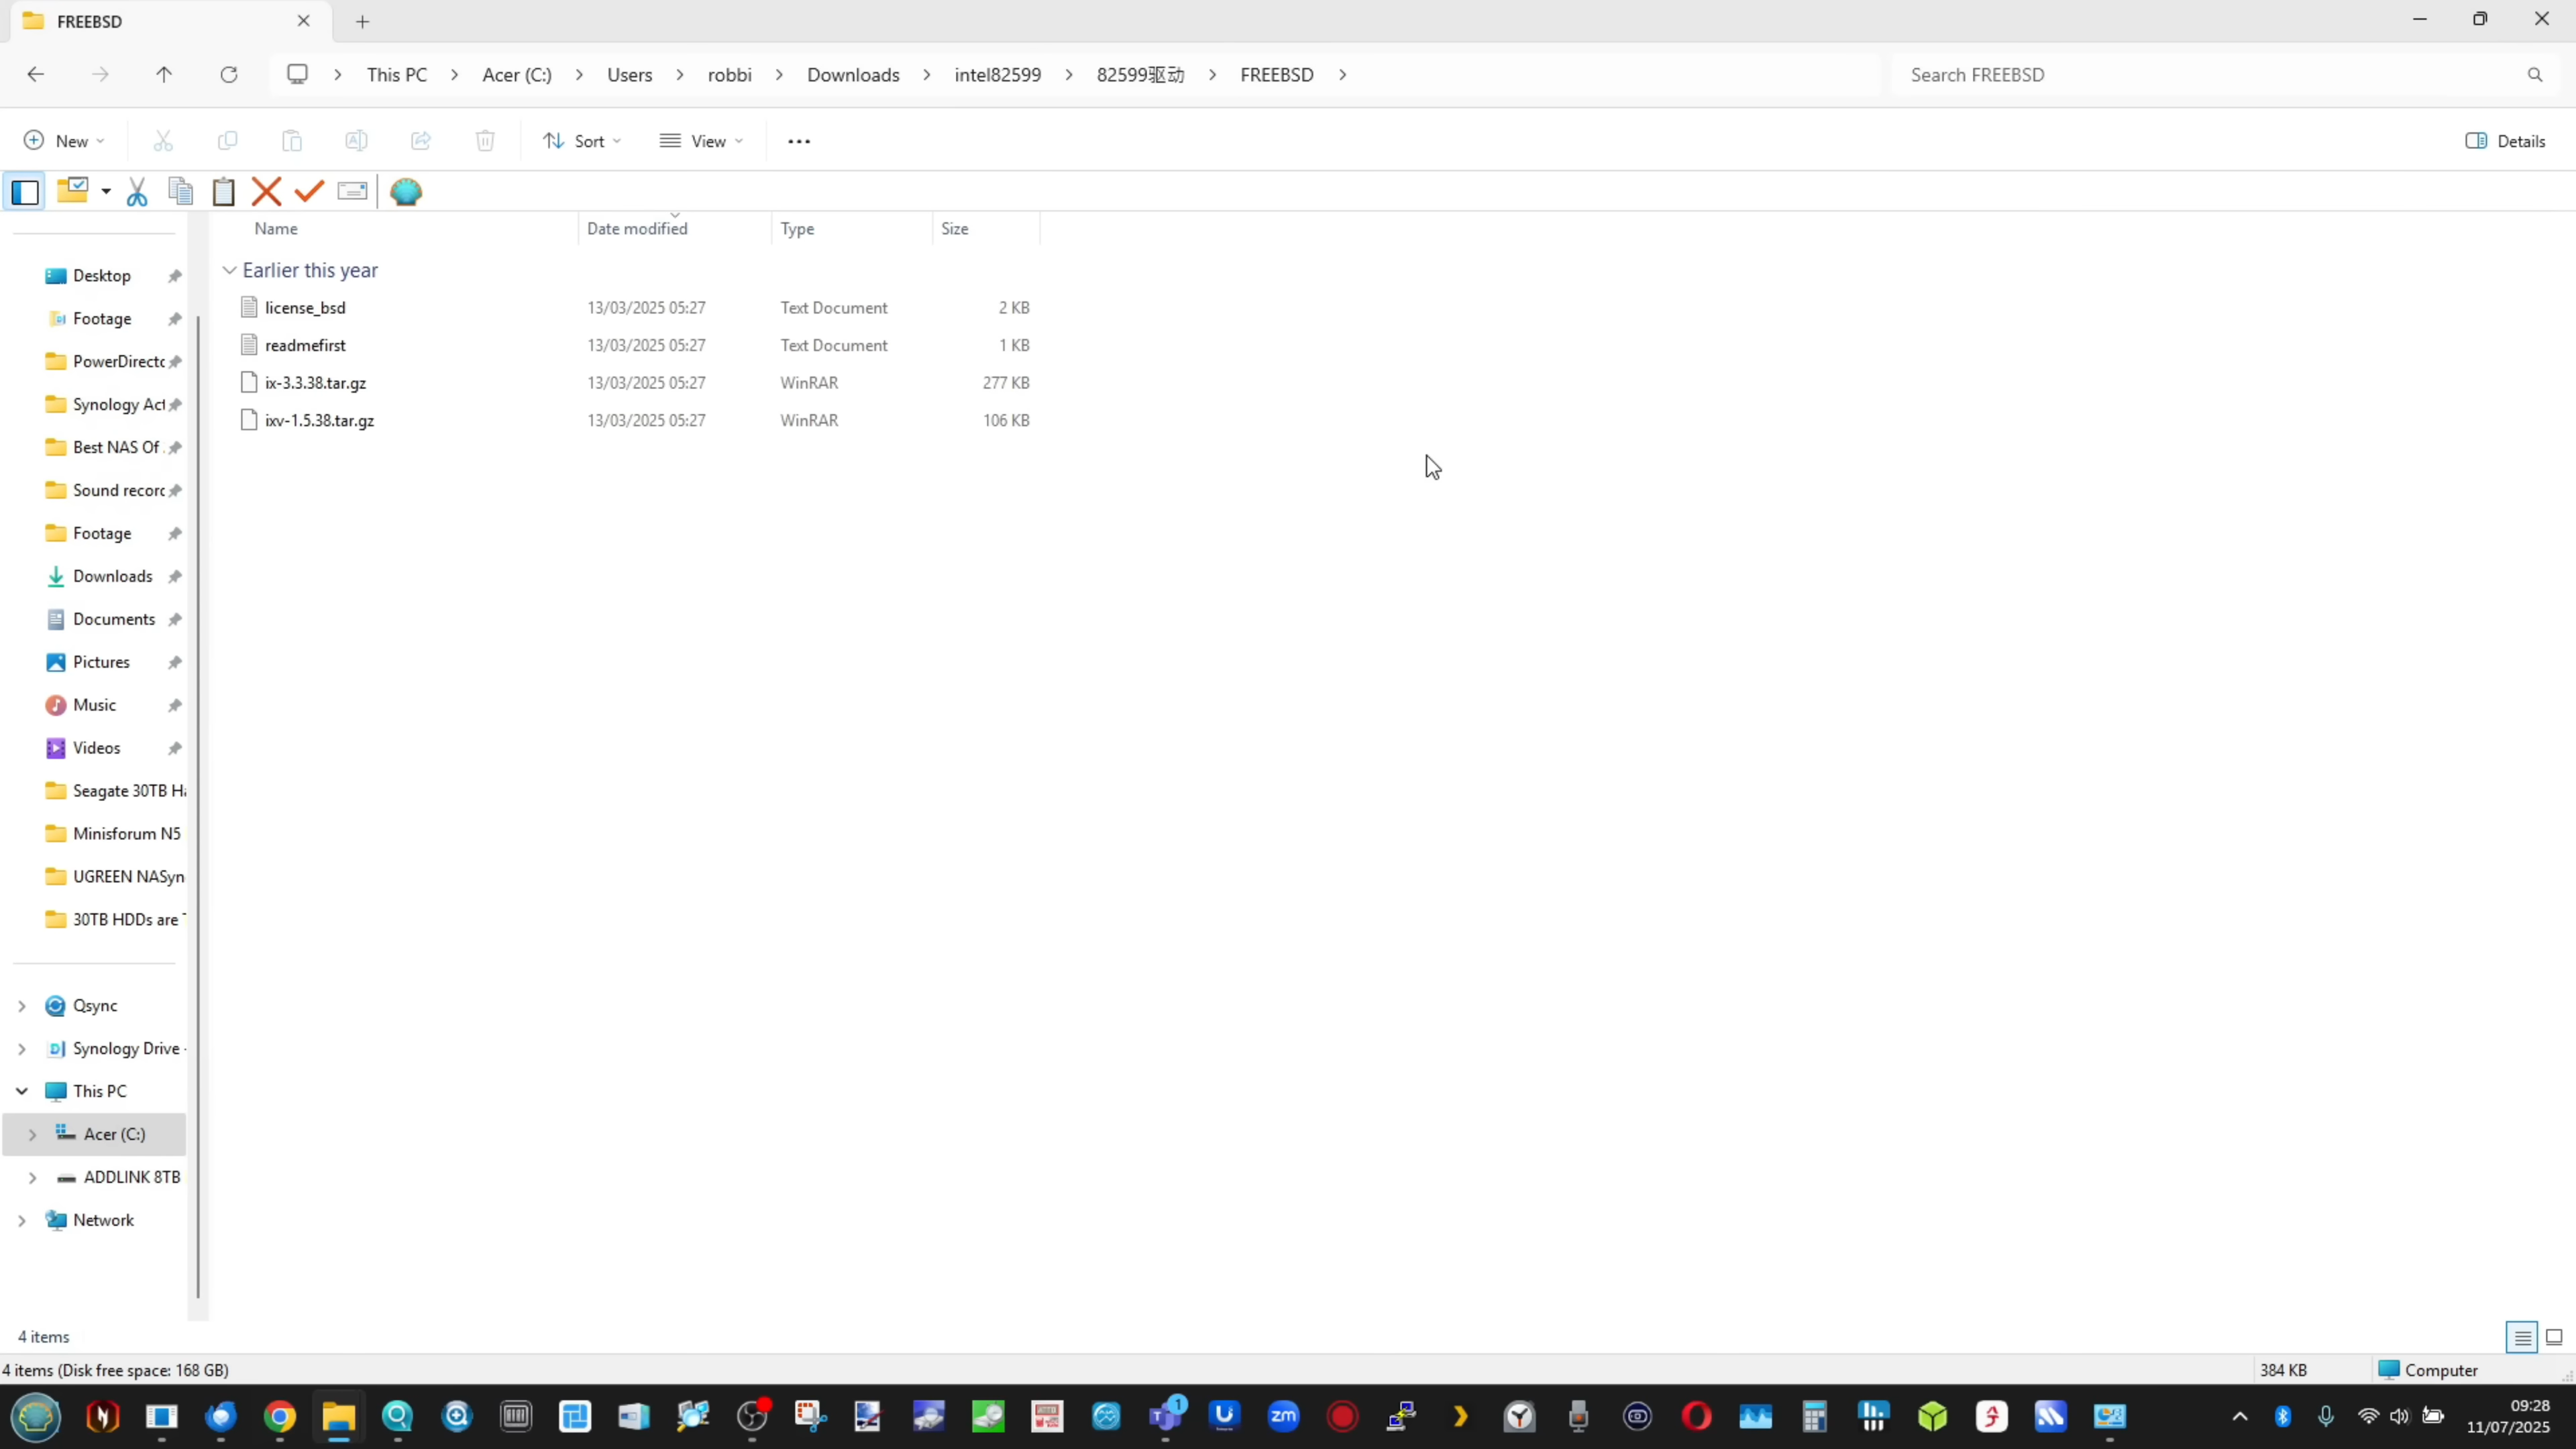 FREEBSD
This PC > Acer (C:) > Users > robbi > Downloads > intel82599 > 82599驱动 > FREEBSD >
Search FREEBSD
New
Sort
View
Details
Name Date modified Type Size
Earlier this year
license_bsd 13/03/2025 05:27 Text Document 2 KB
readmefirst 13/03/2025 05:27 Text Document 1 KB
ix-3.3.38.tar.gz 13/03/2025 05:27 WinRAR 277 KB
ixv-1.5.38.tar.gz 13/03/2025 05:27 WinRAR 106 KB
Desktop
Footage
PowerDirectc
Synology Act
Best NAS Of
Sound recorc
Footage
Downloads
Documents
Pictures
Music
Videos
Seagate 30TB Ha
Minisforum N5
UGREEN NASyn
30TB HDDs are
Qsync
Synology Drive -
This PC
Acer (C:)
ADDLINK 8TB
Network
4 items
4 items (Disk free space: 168 GB)
384 KB
Computer
1
zm
09:28
11/07/2025